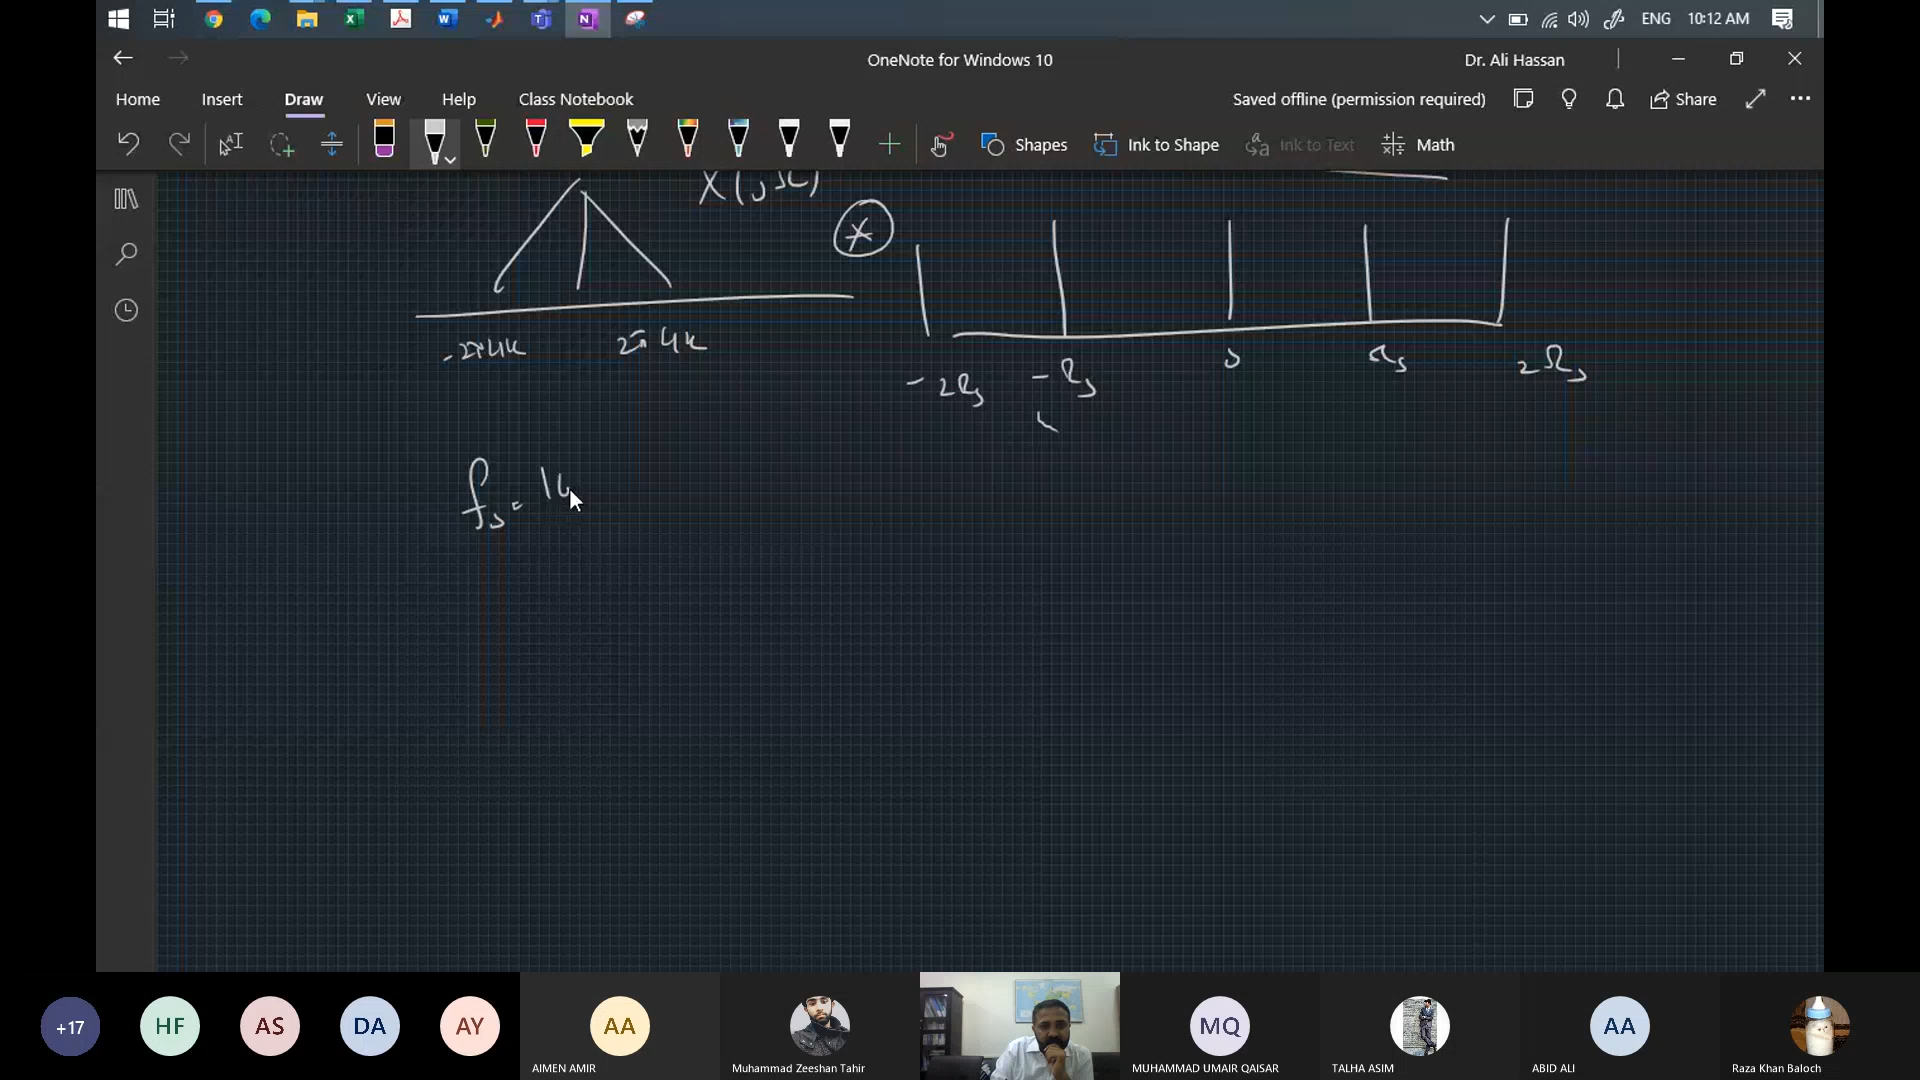 ENG 10:12 AM
OneNote for Windows 10
Dr. Ali Hassan
Home Insert Draw View Help Class Notebook
Saved offline (permission required)
Share
Shapes
Ink to Shape
Ink to Text
Math
X(jΩ)
-2π4k 2π4k
-2Ωs -Ωs 0 Ωs 2Ωs
fs =
+17 HF AS DA AY AA MQ AA
AIMEN AMIR
Muhammad Zeeshan Tahir
MUHAMMAD UMAIR QAISAR
TALHA ASIM
ABID ALI
Raza Khan Baloch